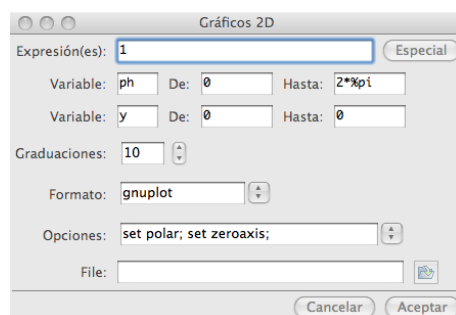 Gráficos 2D
Expresión(es): 1 Especial
Variable: ph De: 0 Hasta: 2*%pi
Variable: y De: 0 Hasta: 0
Graduaciones: 10
Formato: gnuplot
Opciones: set polar; set zeroaxis;
File:
Cancelar Aceptar